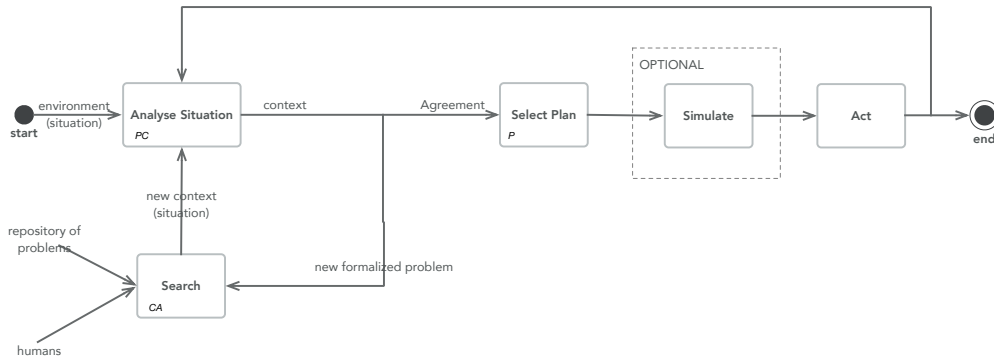 OPTIONAL
environment
(situation)
start
Analyse Situation
PC
context
Agreement
Select Plan
P
Simulate
Act
end
new context
(situation)
repository of
problems
new formalized problem
Search
CA
humans